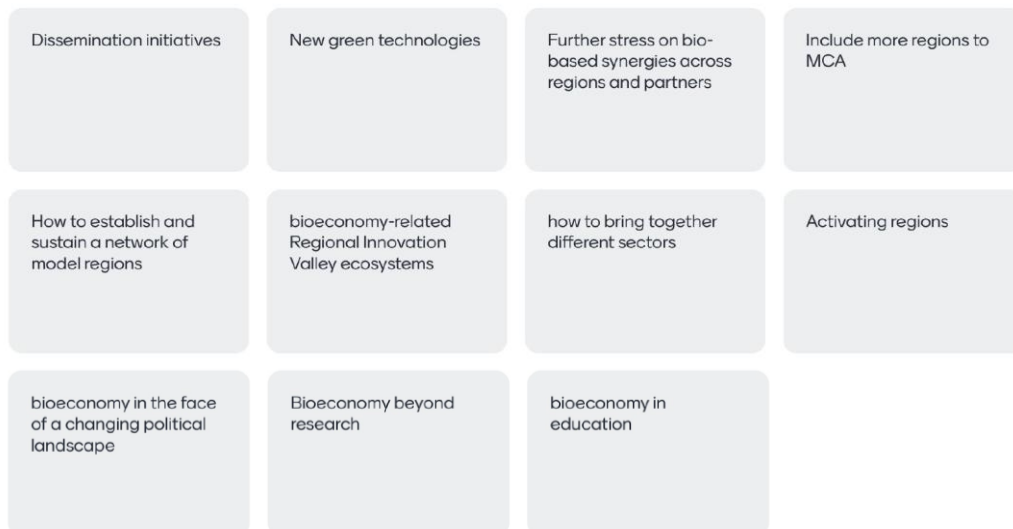 Dissemination initiatives
New green technologies
Further stress on bio-
based synergies across
regions and partners
Include more regions to
MCA
How to establish and
sustain a network of
model regions
bioeconomy-related
Regional Innovation
Valley ecosystems
how to bring together
different sectors
Activating regions
bioeconomy in the face
of a changing political
landscape
Bioeconomy beyond
research
bioeconomy in
education